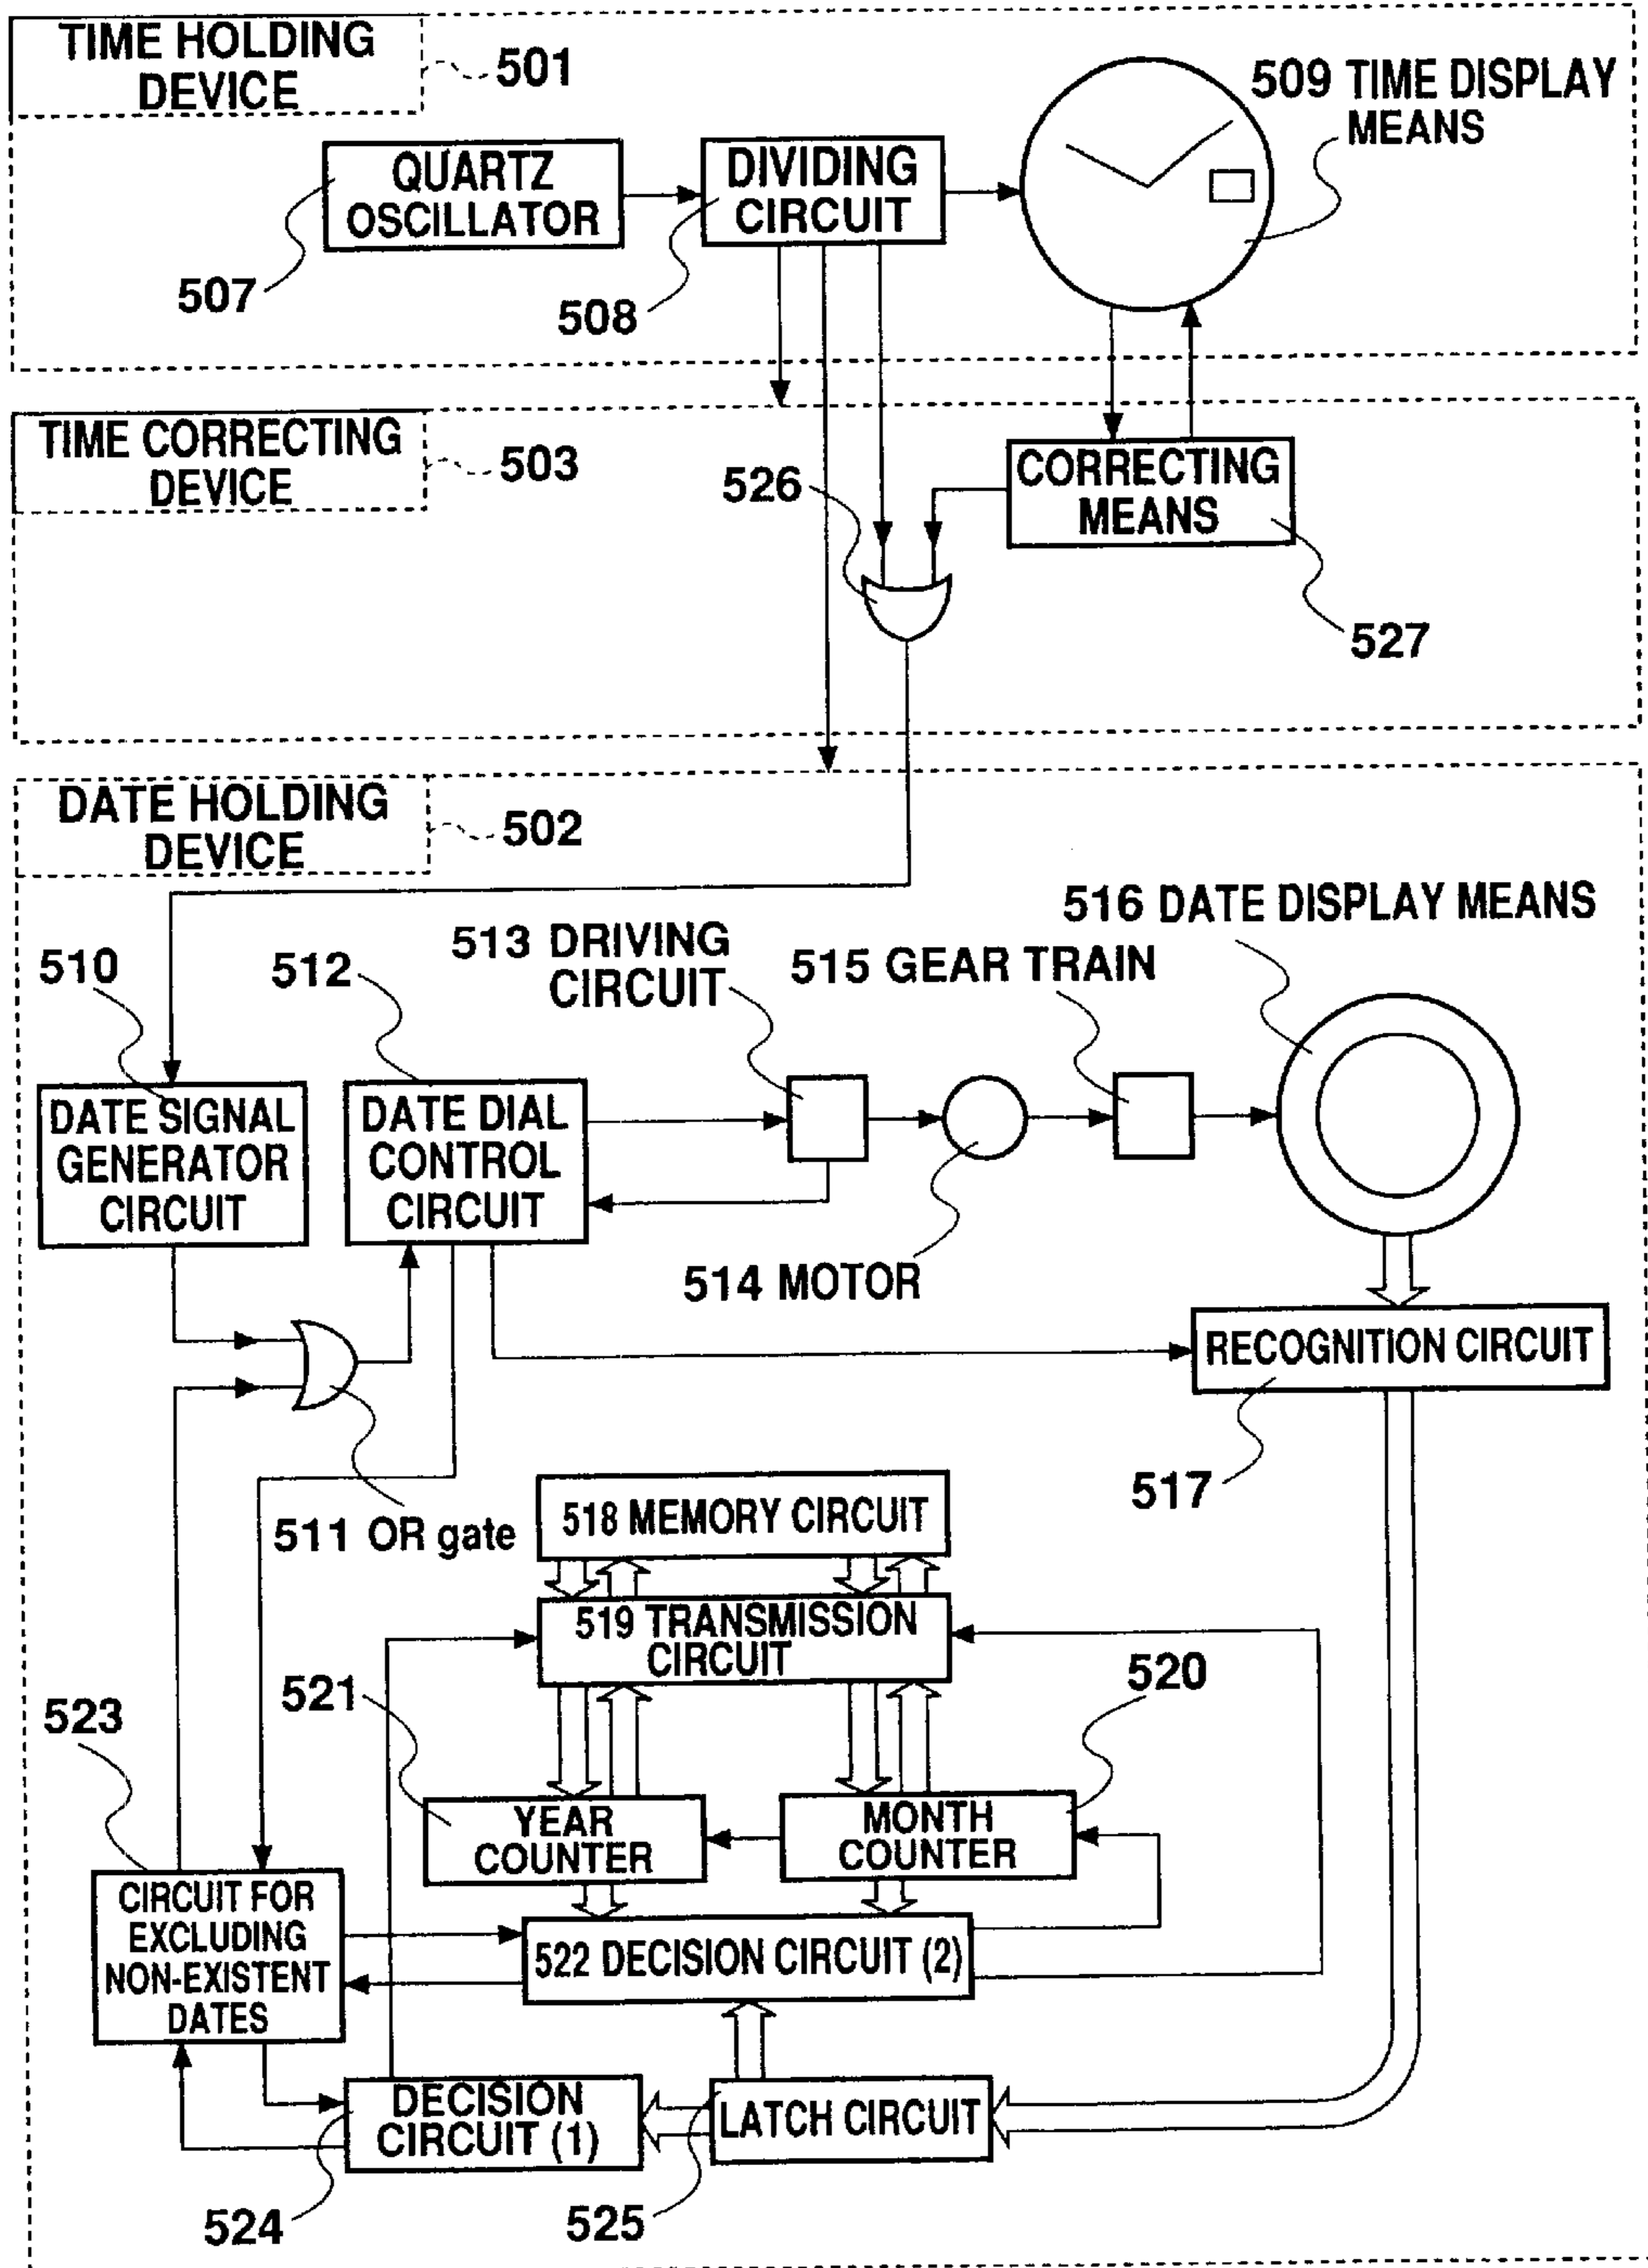 TIME HOLDING
DEVICE
501
509 TIME DISPLAY
MEANS
QUARTZ
OSCILLATOR
DIVIDING
CIRCUIT
507
508
TIME CORRECTING
DEVICE
503
526
CORRECTING
MEANS
527
DATE HOLDING
DEVICE
502
516 DATE DISPLAY MEANS
513 DRIVING
CIRCUIT
515 GEAR TRAIN
510
512
DATE SIGNAL
GENERATOR
CIRCUIT
DATE DIAL
CONTROL
CIRCUIT
514 MOTOR
RECOGNITION CIRCUIT
517
511 OR gate
518 MEMORY CIRCUIT
519 TRANSMISSION
CIRCUIT
520
521
523
YEAR
COUNTER
MONTH
COUNTER
CIRCUIT FOR
EXCLUDING
NON-EXISTENT
DATES
522 DECISION CIRCUIT (2)
DECISION
CIRCUIT (1)
LATCH CIRCUIT
524
525